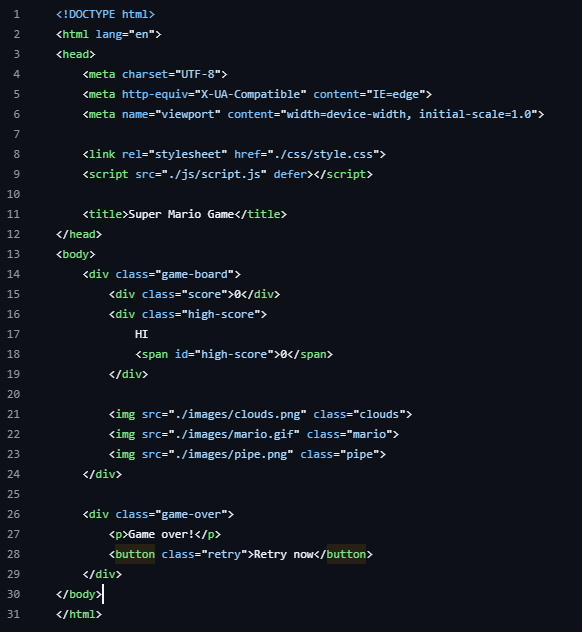 1 <!DOCTYPE html>
2 <html lang="en">
3 <head>
4 <meta charset="UTF-8">
5 <meta http-equiv="X-UA-Compatible" content="IE=edge">
6 <meta name="viewport" content="width=device-width, initial-scale=1.0">
7
8 <link rel="stylesheet" href="./css/style.css">
9 <script src="./js/script.js" defer></script>
10
11 <title>Super Mario Game</title>
12 </head>
13 <body>
14 <div class="game-board">
15 <div class="score">0</div>
16 <div class="high-score">
17 HI
18 <span id="high-score">0</span>
19 </div>
20
21 <img src="./images/clouds.png" class="clouds">
22 <img src="./images/mario.gif" class="mario">
23 <img src="./images/pipe.png" class="pipe">
24 </div>
25
26 <div class="game-over">
27 <p>Game over!</p>
28 <button class="retry">Retry now</button>
29 </div>
30 </body>
31 </html>